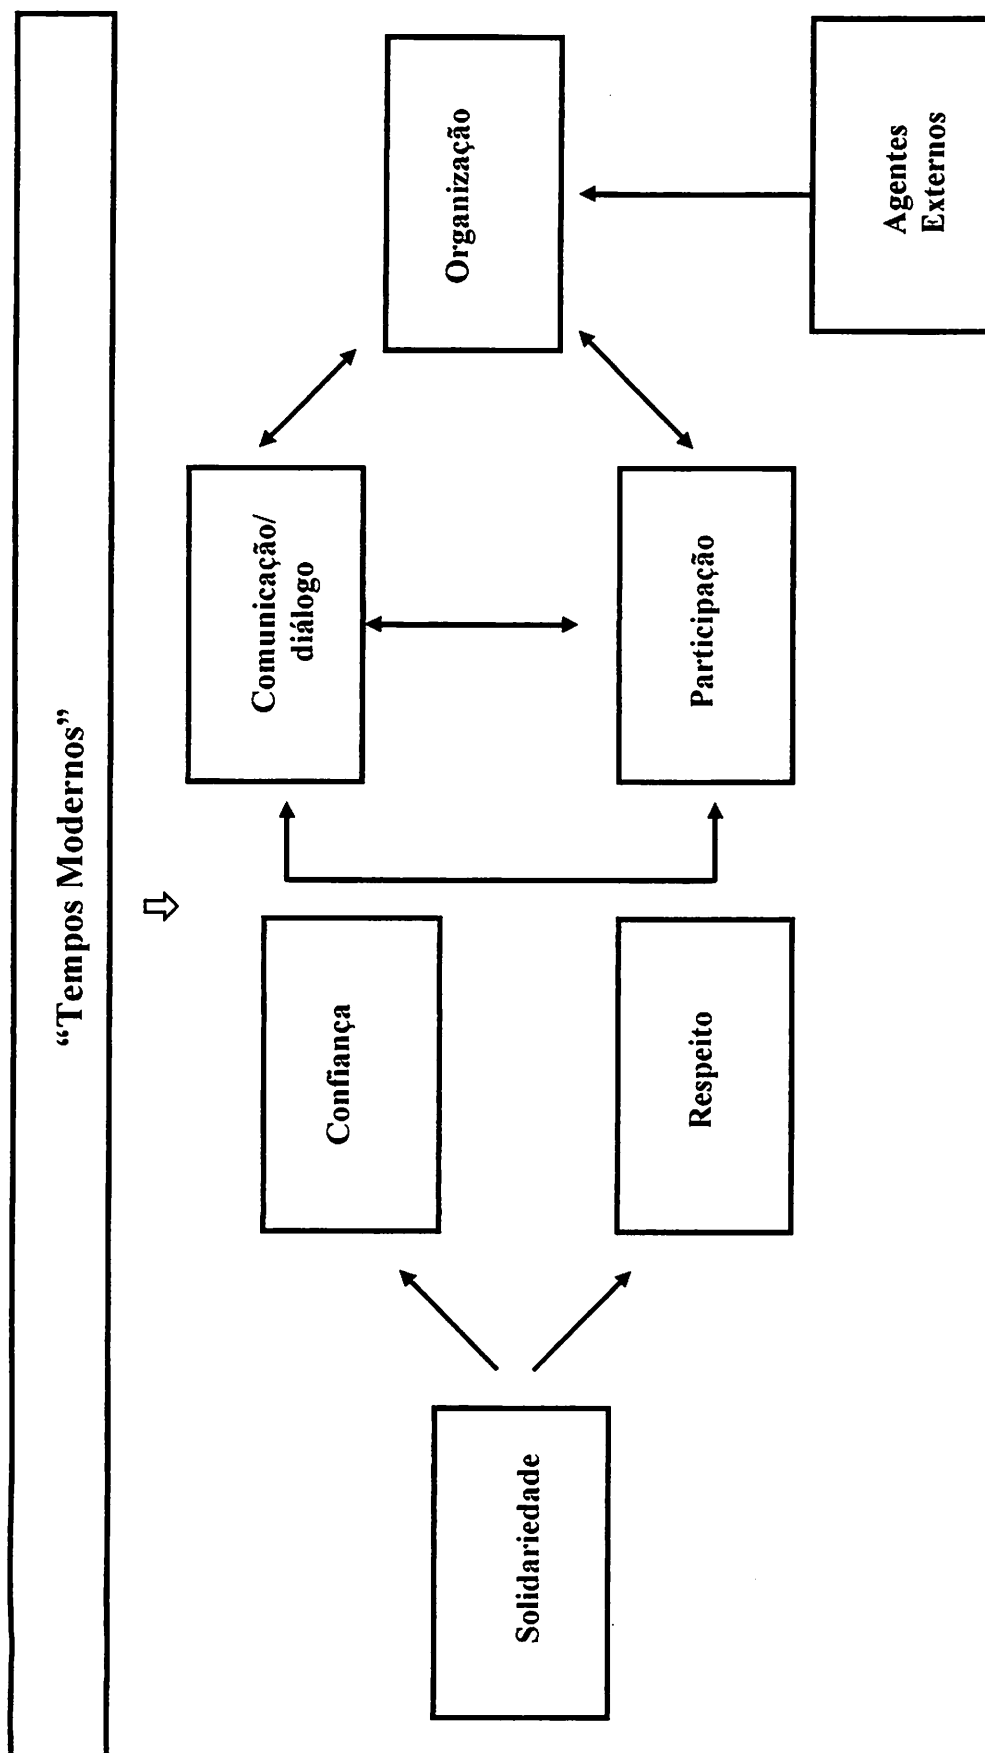 “Tempos Modernos”
Solidariedade
Confiança
Respeito
Comunicação/
diálogo
Participação
Organização
Agentes
Externos